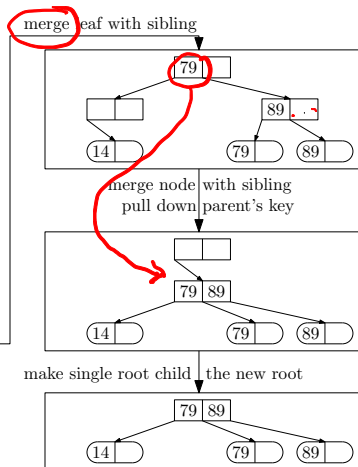 merge leaf with sibling
79
89
14 79 89
merge node with sibling
pull down parent's key
79 89
14 79 89
make single root child the new root
79 89
14 79 89